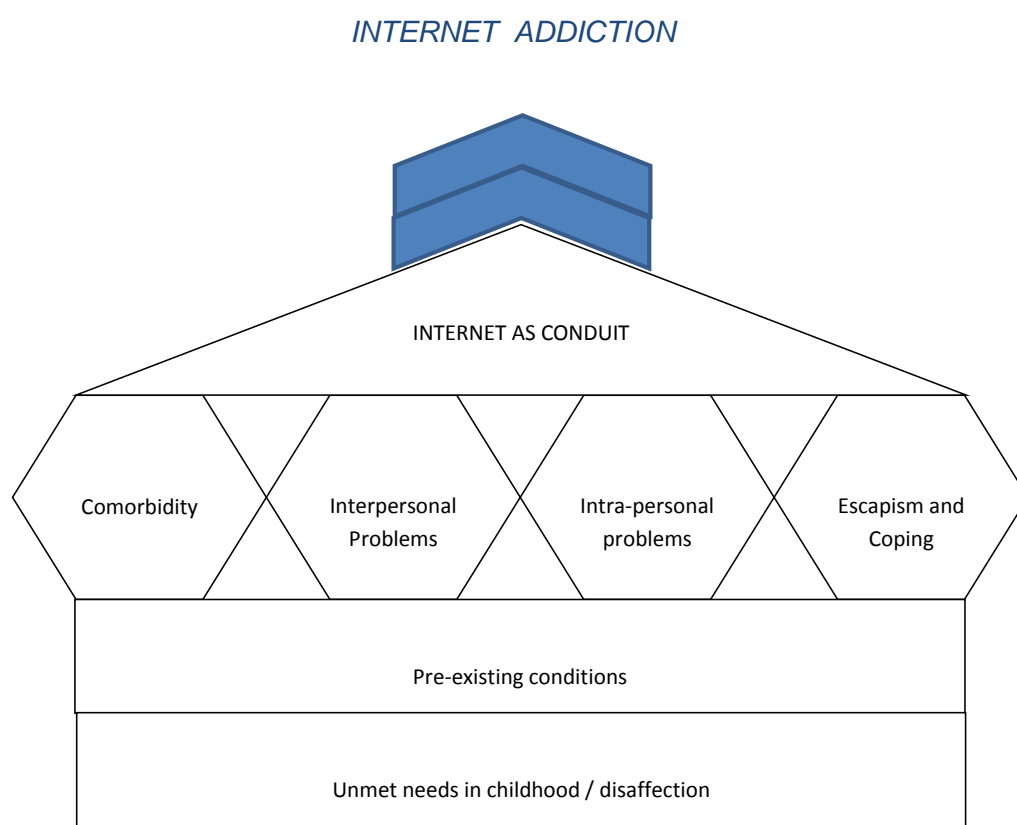 INTERNET ADDICTION
INTERNET AS CONDUIT
Comorbidity
Interpersonal
Problems
Intra-personal
problems
Escapism and
Coping
Pre-existing conditions
Unmet needs in childhood / disaffection